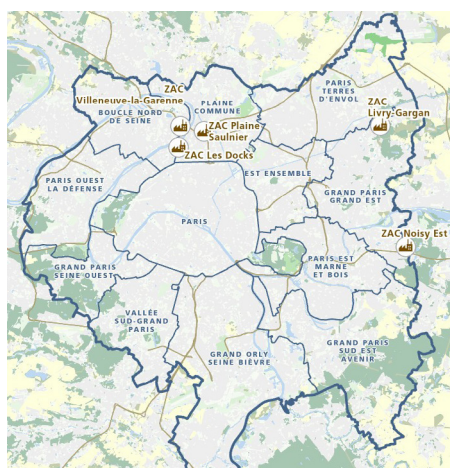 ZAC
Villeneuve-la-Garenne
BOUCLE NORD
DE SEINE
PLAINE
COMMUNE
PARIS
TERRES
D'ENVOL
ZAC
Livry-Gargan
ZAC Plaine
Saulnier
ZAC Les Docks
EST ENSEMBLE
PARIS OUEST
LA DÉFENSE
GRAND PARIS
GRAND EST
PARIS
ZAC Noisy Est
GRAND PARIS
SEINE OUEST
PARIS EST
MARNE
ET BOIS
VALLÉE
SUD-GRAND
PARIS
GRAND ORLY
SEINE BIÈVRE
GRAND PARIS
SUD EST
AVENIR